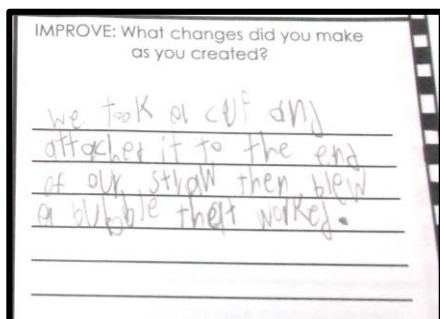 IMPROVE: What changes did you make
as you created?
we took a cup and
attached it to the end
of our straw then blew
a bubble that worked.